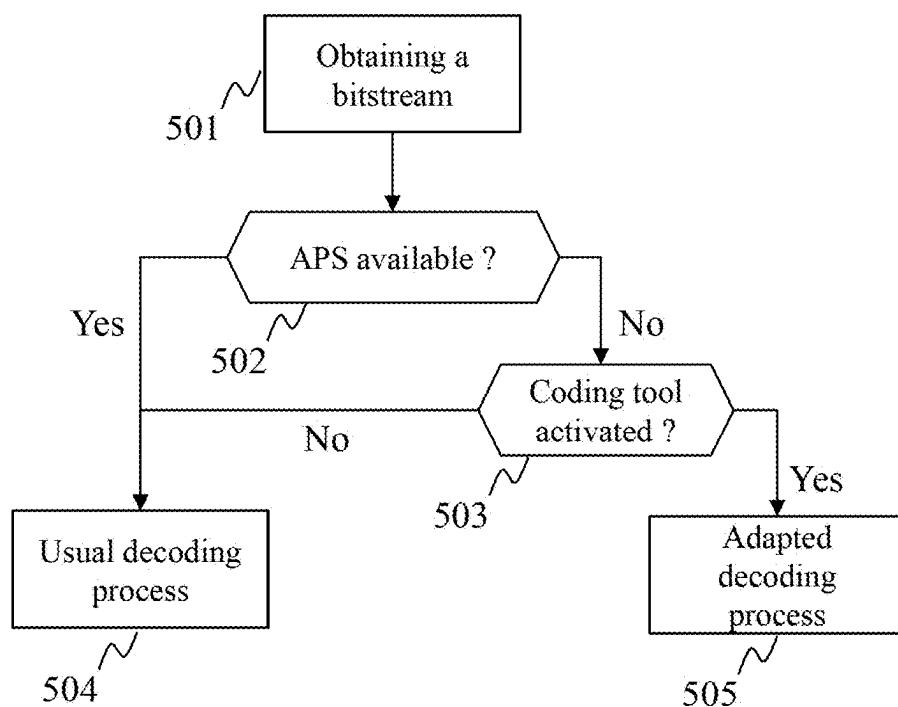 Obtaining a
bitstream
501
APS available ?
Yes
No
502
Coding tool
activated ?
No
Yes
503
Usual decoding
process
Adapted
decoding
process
504
505